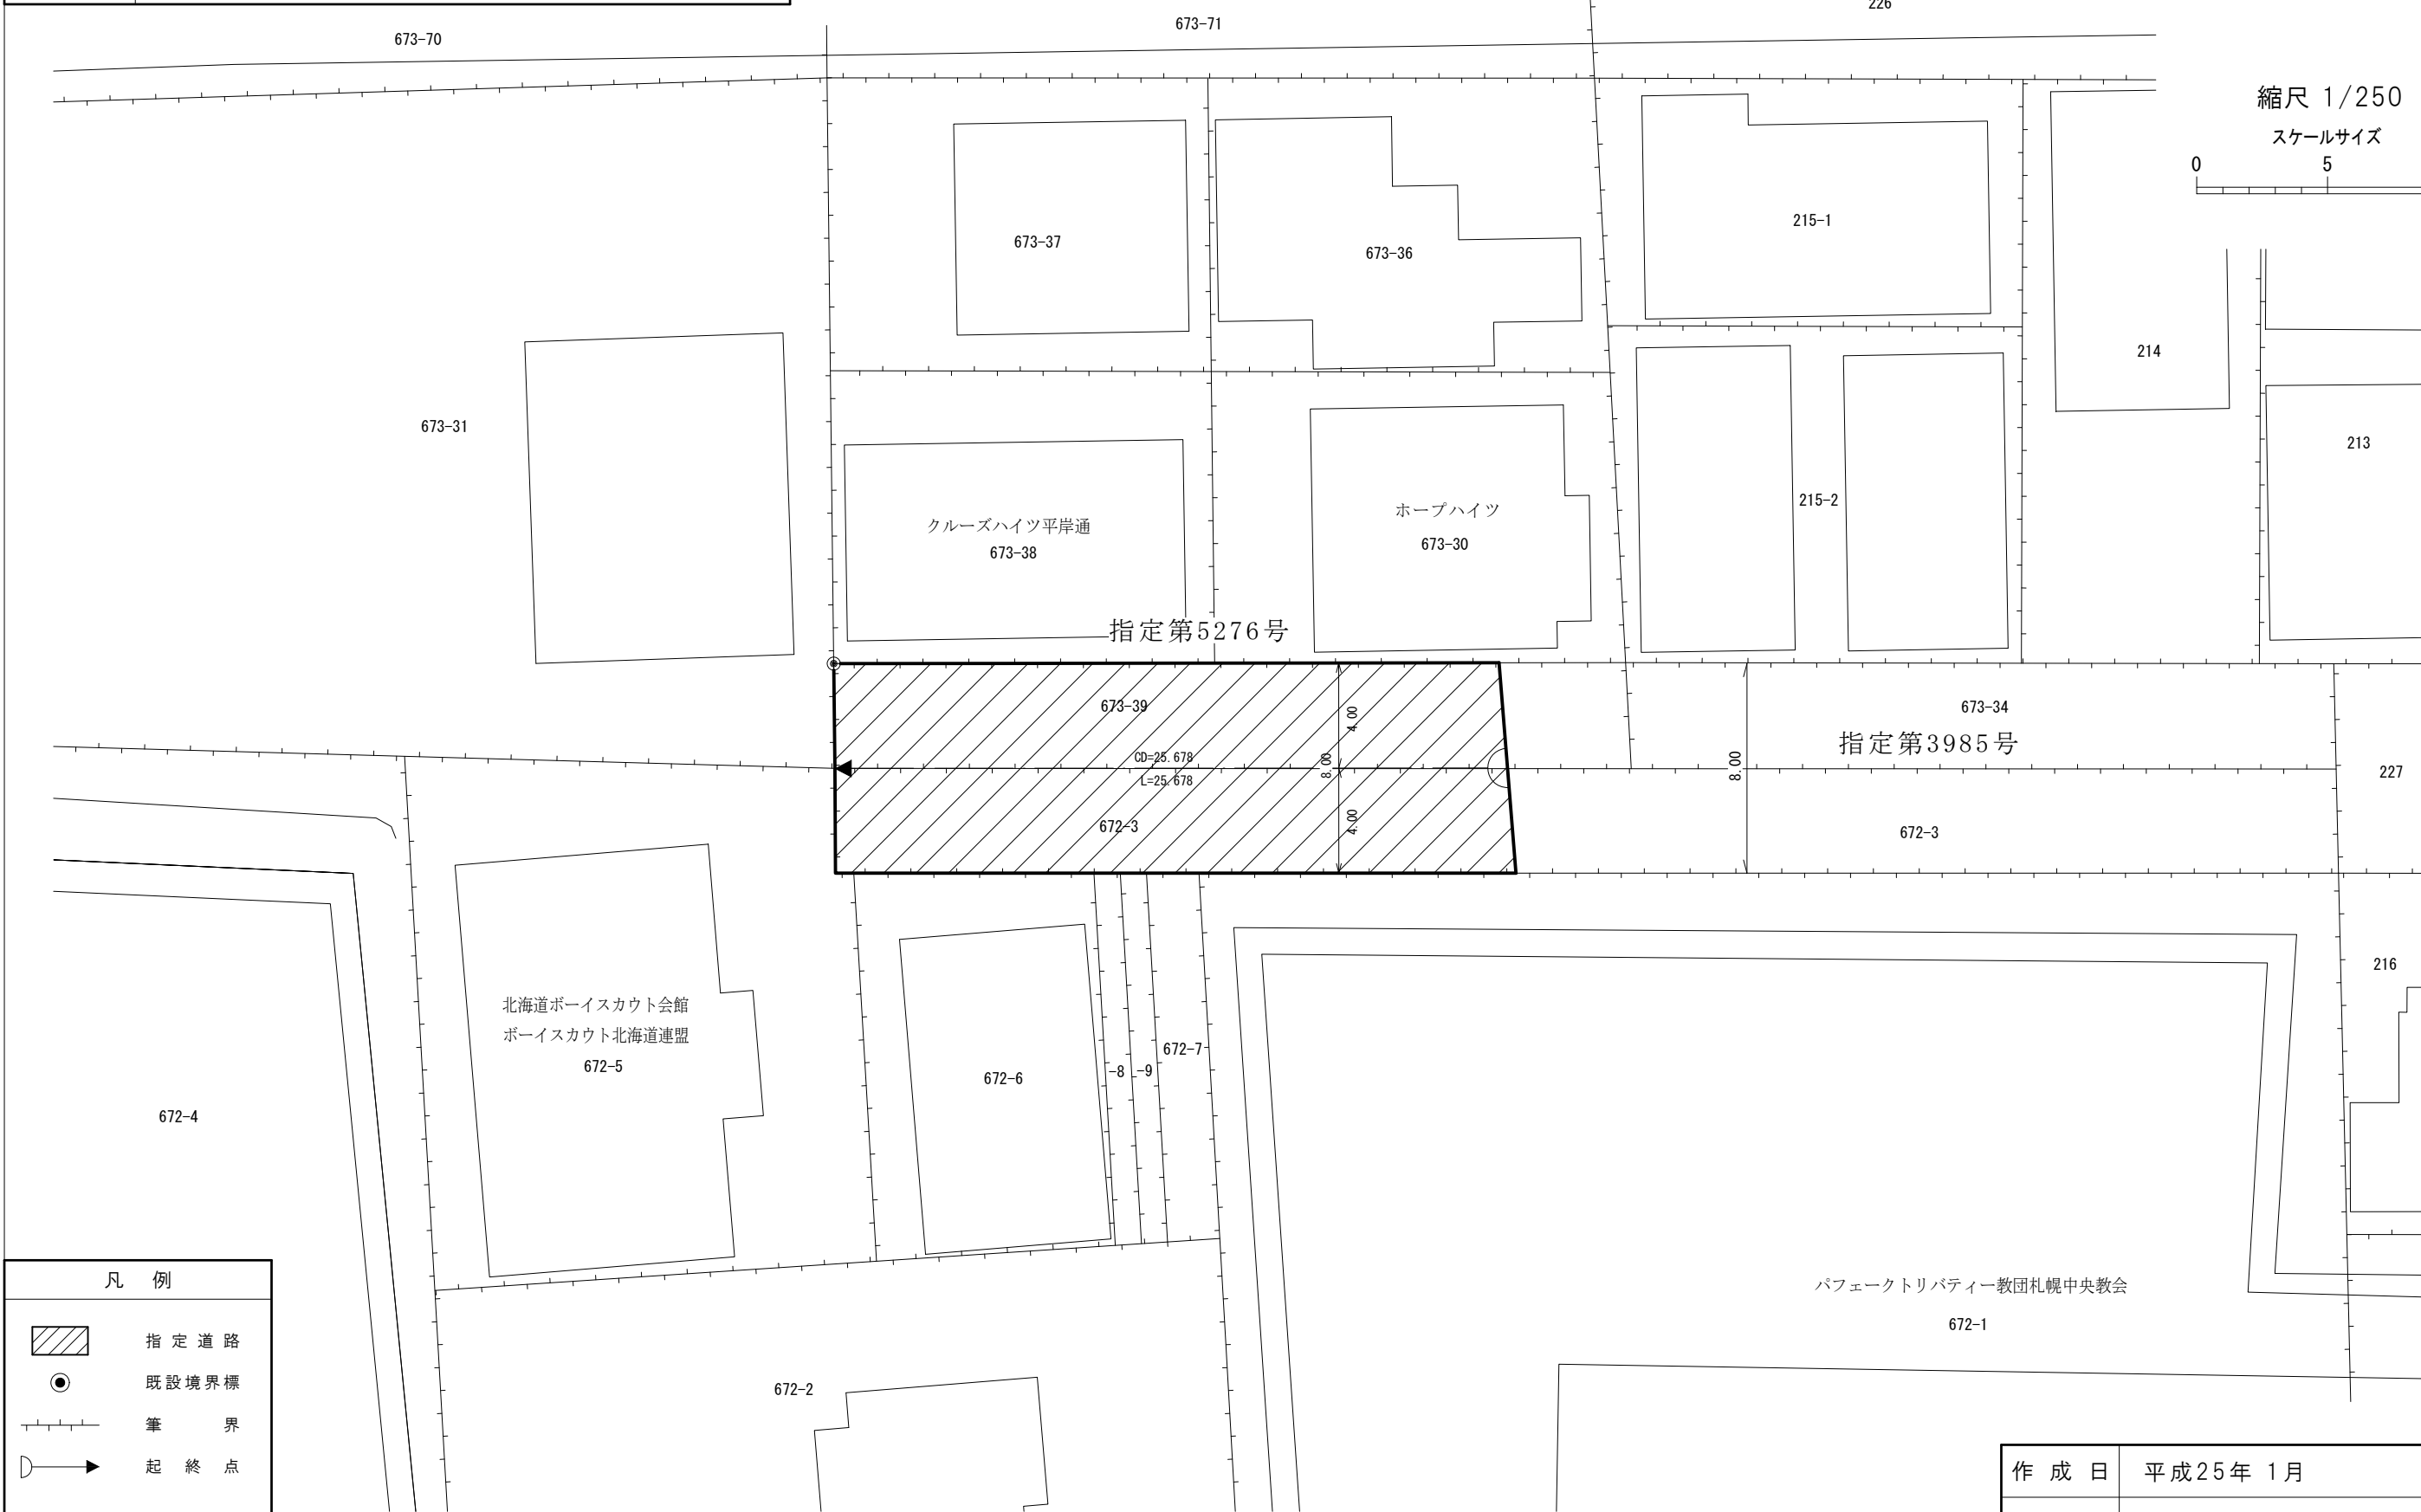 226
673-71
673-70
縮尺 1/250
スケールサイズ
0 5
215-1
673-37
673-36
214
673-31
213
215-2
ホープハイツ
673-30
クルーズハイツ平岸通
673-38
指定第5276号
673-39
4.00
673-34
指定第3985号
CD=25.678
8.00
8.00
L=25.678
227
672-3
4.00
672-3
216
北海道ボーイスカウト会館
ボーイスカウト北海道連盟
672-5
672-7
-8
-9
672-6
672-4
凡 例
指定道路
既設境界標
筆 界
起 終 点
パフェークトリバティー教団札幌中央教会
672-1
672-2
作 成 日 平成25年 1月